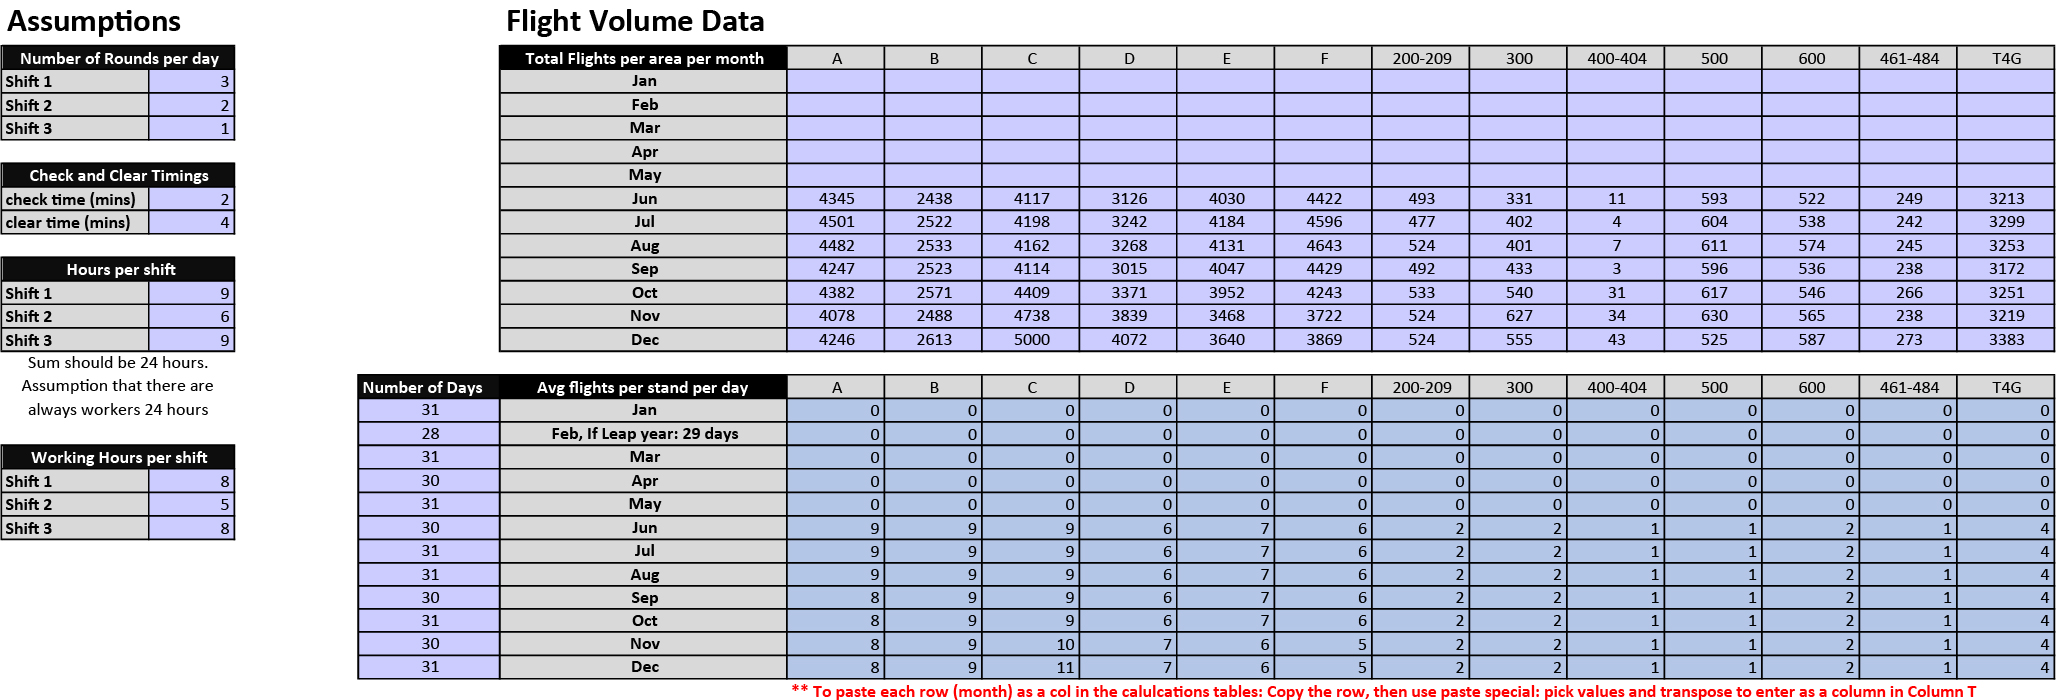 Assumptions
Number of Rounds per day
Shift 1 3
Shift 2 2
Shift 3 1
Check and Clear Timings
check time (mins) 2
clear time (mins) 4
Hours per shift
Shift 1 9
Shift 2 6
Shift 3 9
Sum should be 24 hours.
Assumption that there are
always workers 24 hours
Working Hours per shift
Shift 1 8
Shift 2 5
Shift 3 8
Flight Volume Data
Total Flights per area per month A B C D E F 200-209 300 400-404 500 600 461-484 T4G
Jan
Feb
Mar
Apr
May
Jun 4345 2438 4117 3126 4030 4422 493 331 11 593 522 249 3213
Jul 4501 2522 4198 3242 4184 4596 477 402 4 604 538 242 3299
Aug 4482 2533 4162 3268 4131 4643 524 401 7 611 574 245 3253
Sep 4247 2523 4114 3015 4047 4429 492 433 3 596 536 238 3172
Oct 4382 2571 4409 3371 3952 4243 533 540 31 617 546 266 3251
Nov 4078 2488 4738 3839 3468 3722 524 627 34 630 565 238 3219
Dec 4246 2613 5000 4072 3640 3869 524 555 43 525 587 273 3383
Number of Days Avg flights per stand per day A B C D E F 200-209 300 400-404 500 600 461-484 T4G
31 Jan 0 0 0 0 0 0 0 0 0 0 0 0 0
28 Feb, If Leap year: 29 days 0 0 0 0 0 0 0 0 0 0 0 0 0
31 Mar 0 0 0 0 0 0 0 0 0 0 0 0 0
30 Apr 0 0 0 0 0 0 0 0 0 0 0 0 0
31 May 0 0 0 0 0 0 0 0 0 0 0 0 0
30 Jun 9 9 9 6 7 6 2 2 1 1 2 1 4
31 Jul 9 9 9 6 7 6 2 2 1 1 2 1 4
31 Aug 9 9 9 6 7 6 2 2 1 1 2 1 4
30 Sep 8 9 9 6 7 6 2 2 1 1 2 1 4
31 Oct 8 9 9 6 7 6 2 2 1 1 2 1 4
30 Nov 8 9 10 7 6 5 2 2 1 1 2 1 4
31 Dec 8 9 11 7 6 5 2 2 1 1 2 1 4
** To paste each row (month) as a col in the calulcations tables: Copy the row, then use paste special: pick values and transpose to enter as a column in Column T